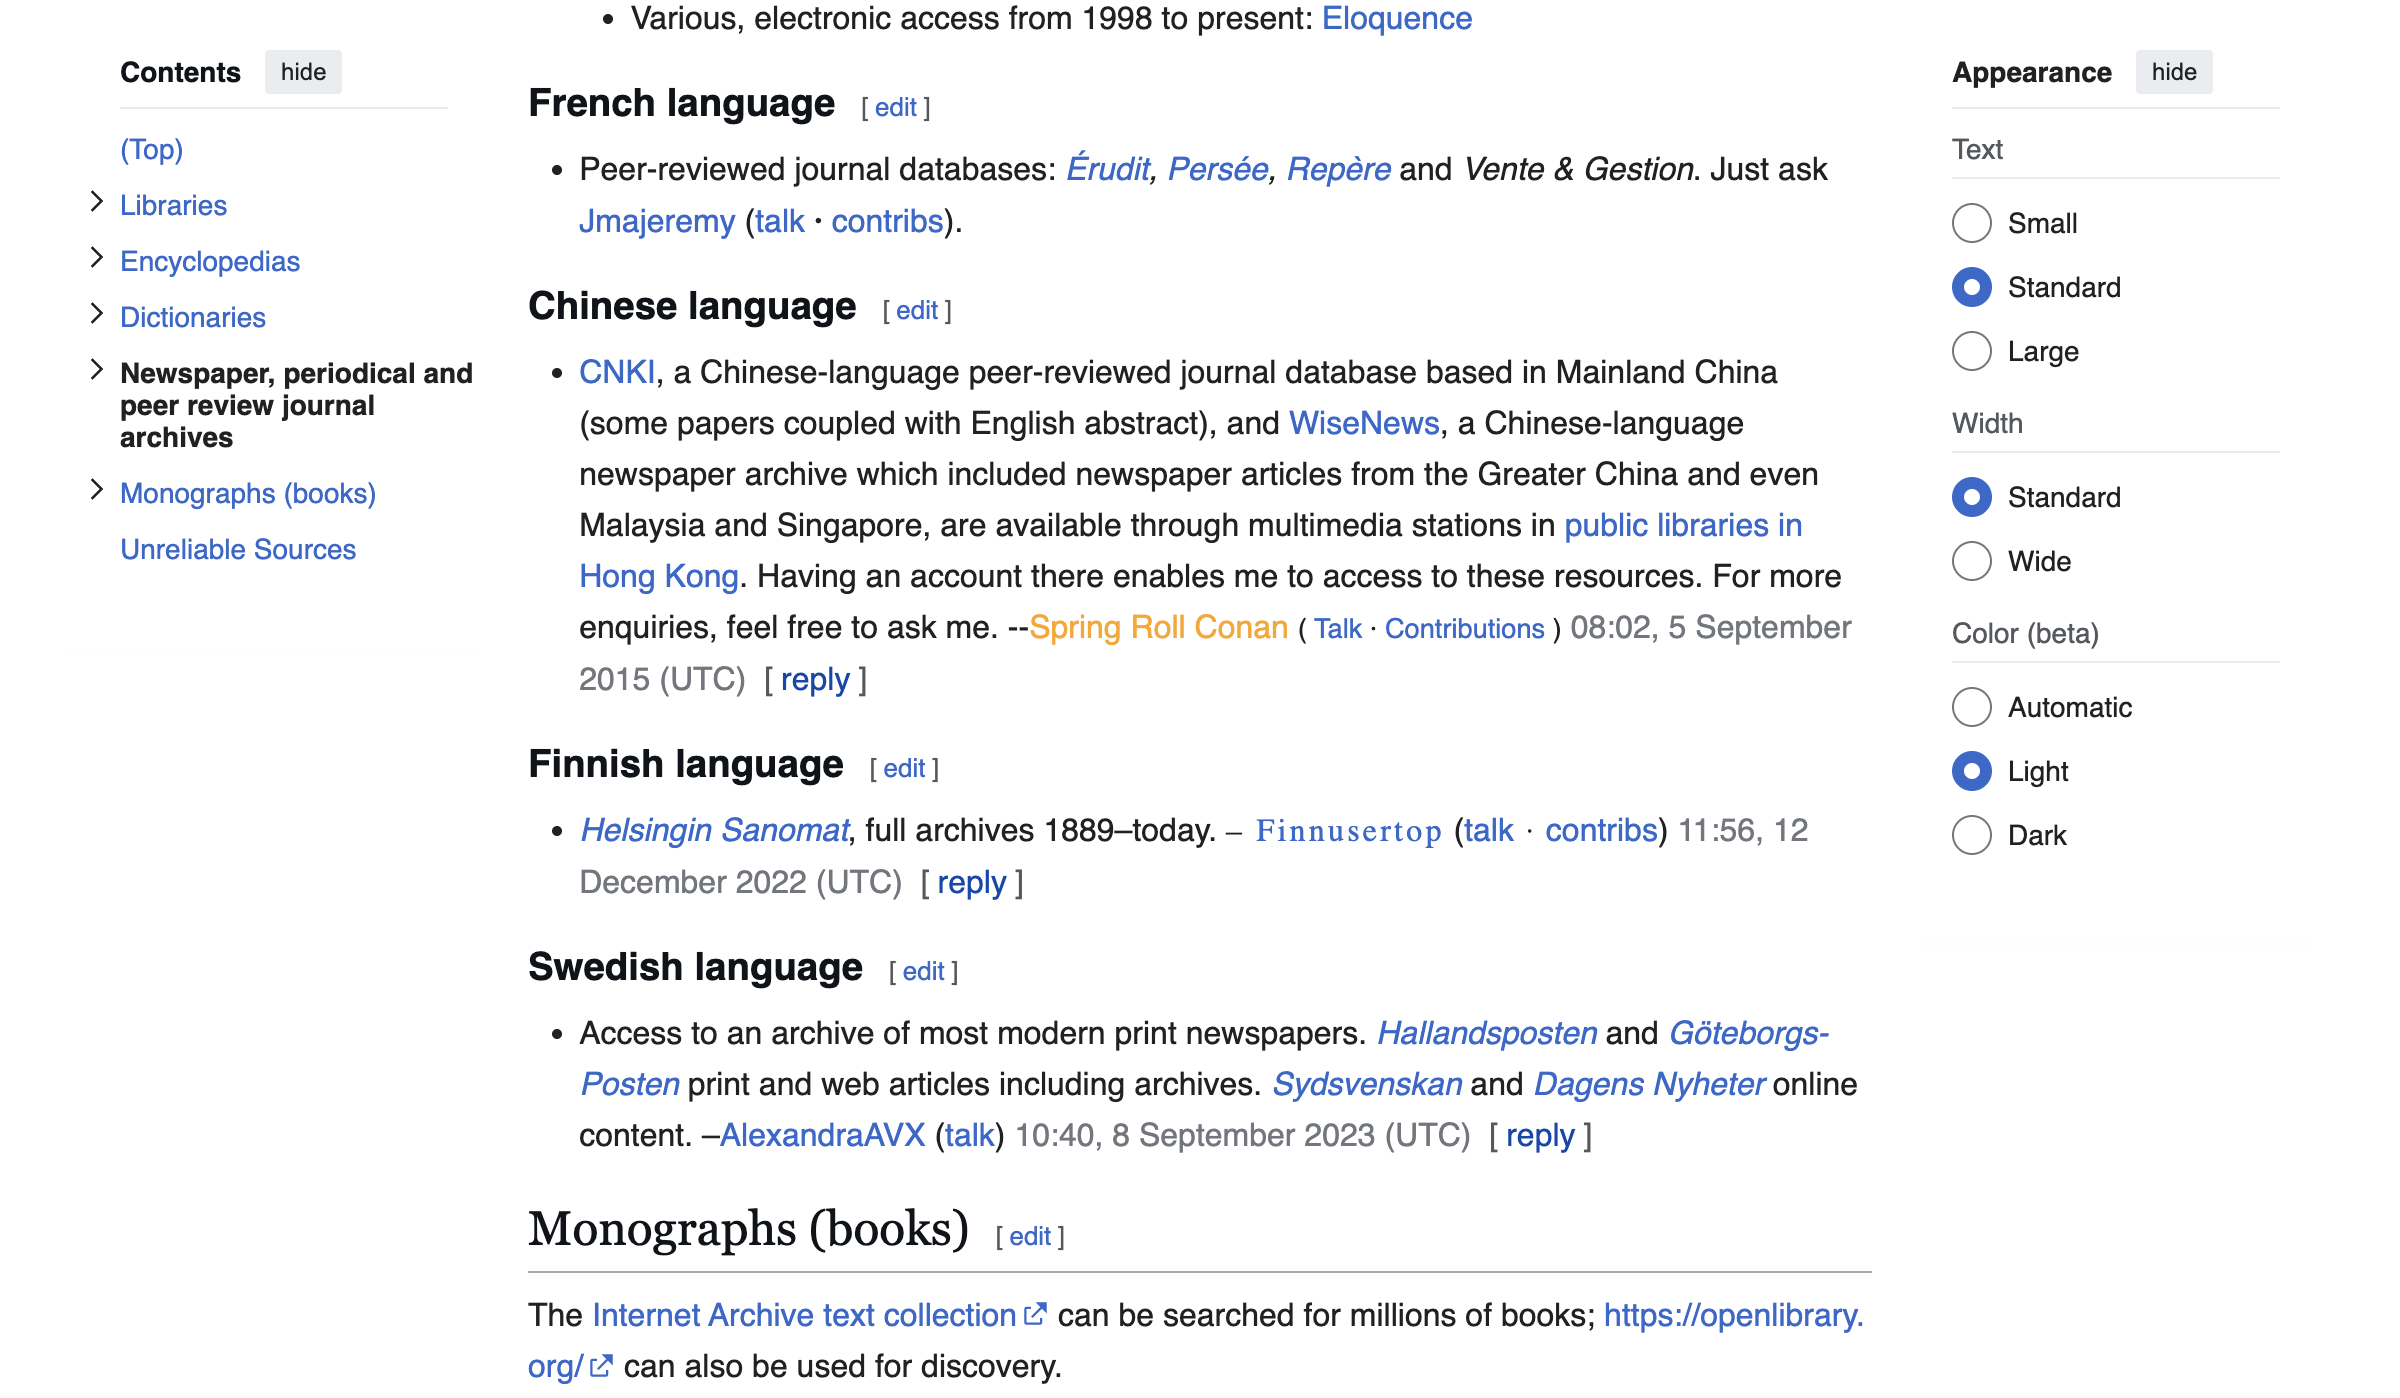 Various, electronic access from 1998 to present: Eloquence
Contents hide
(Top)
Libraries
Encyclopedias
Dictionaries
Newspaper, periodical and
peer review journal
archives
Monographs (books)
Unreliable Sources
French language [ edit ]
Peer-reviewed journal databases: Érudit, Persée, Repère and Vente & Gestion. Just ask
Jmajeremy (talk · contribs).
Chinese language [ edit ]
CNKI, a Chinese-language peer-reviewed journal database based in Mainland China
(some papers coupled with English abstract), and WiseNews, a Chinese-language
newspaper archive which included newspaper articles from the Greater China and even
Malaysia and Singapore, are available through multimedia stations in public libraries in
Hong Kong. Having an account there enables me to access to these resources. For more
enquiries, feel free to ask me. --Spring Roll Conan ( Talk · Contributions ) 08:02, 5 September
2015 (UTC) [ reply ]
Finnish language [ edit ]
Helsingin Sanomat, full archives 1889–today. – Finnusertop (talk · contribs) 11:56, 12
December 2022 (UTC) [ reply ]
Swedish language [ edit ]
Access to an archive of most modern print newspapers. Hallandsposten and Göteborgs-
Posten print and web articles including archives. Sydsvenskan and Dagens Nyheter online
content. –AlexandraAVX (talk) 10:40, 8 September 2023 (UTC) [ reply ]
Monographs (books) [ edit ]
The Internet Archive text collection can be searched for millions of books; https://openlibrary.
org/ can also be used for discovery.
Appearance hide
Text
Small
Standard
Large
Width
Standard
Wide
Color (beta)
Automatic
Light
Dark